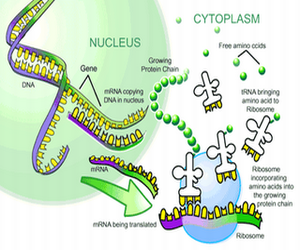 CYTOPLASM
NUCLEUS
Free amino acids
Gene
Growing
Protein Chain
DNA
mRNA copying
DNA in nucleus
tRNA bringing
amino acid to
Ribosome
mRNA
Ribosome
incorporating
amino acids into
the growing
protein chain
mRNA being translated
Ribosome